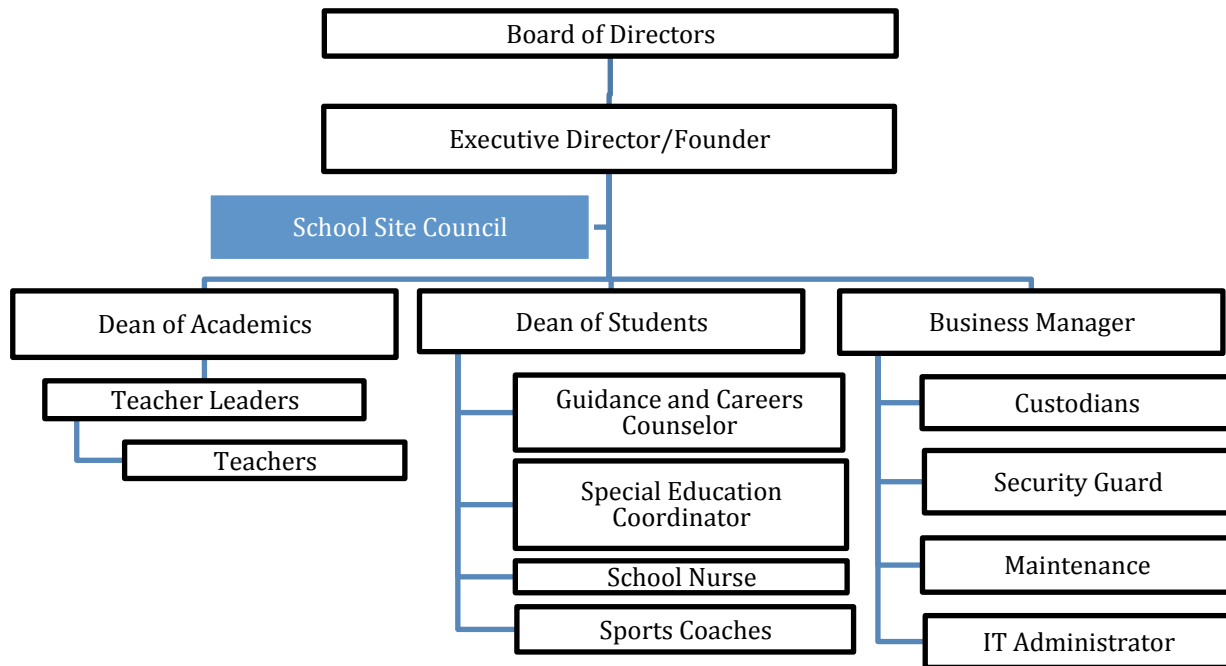 Board of Directors
Executive Director/Founder
School Site Council
Dean of Academics
Teacher Leaders
Teachers
Dean of Students
Guidance and Careers
Counselor
Special Education
Coordinator
School Nurse
Sports Coaches
Business Manager
Custodians
Security Guard
Maintenance
IT Administrator